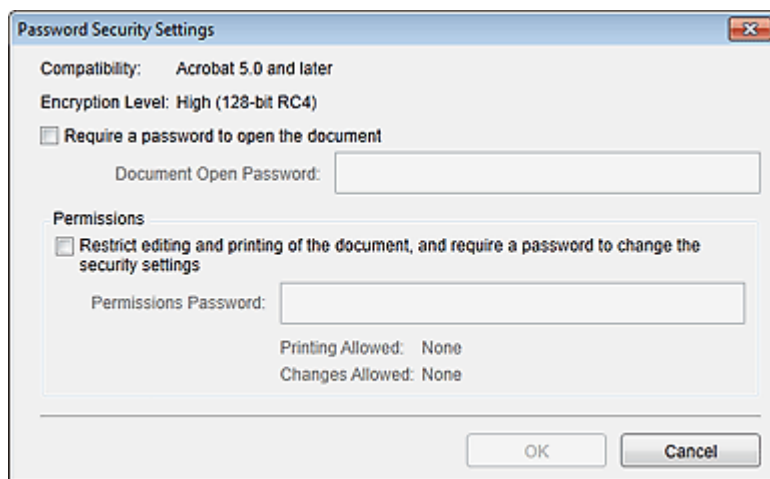 Password Security Settings
Compatibility: Acrobat 5.0 and later
Encryption Level: High (128-bit RC4)
Require a password to open the document
Document Open Password:
Permissions
Restrict editing and printing of the document, and require a password to change the
security settings
Permissions Password:
Printing Allowed: None
Changes Allowed: None
OK Cancel